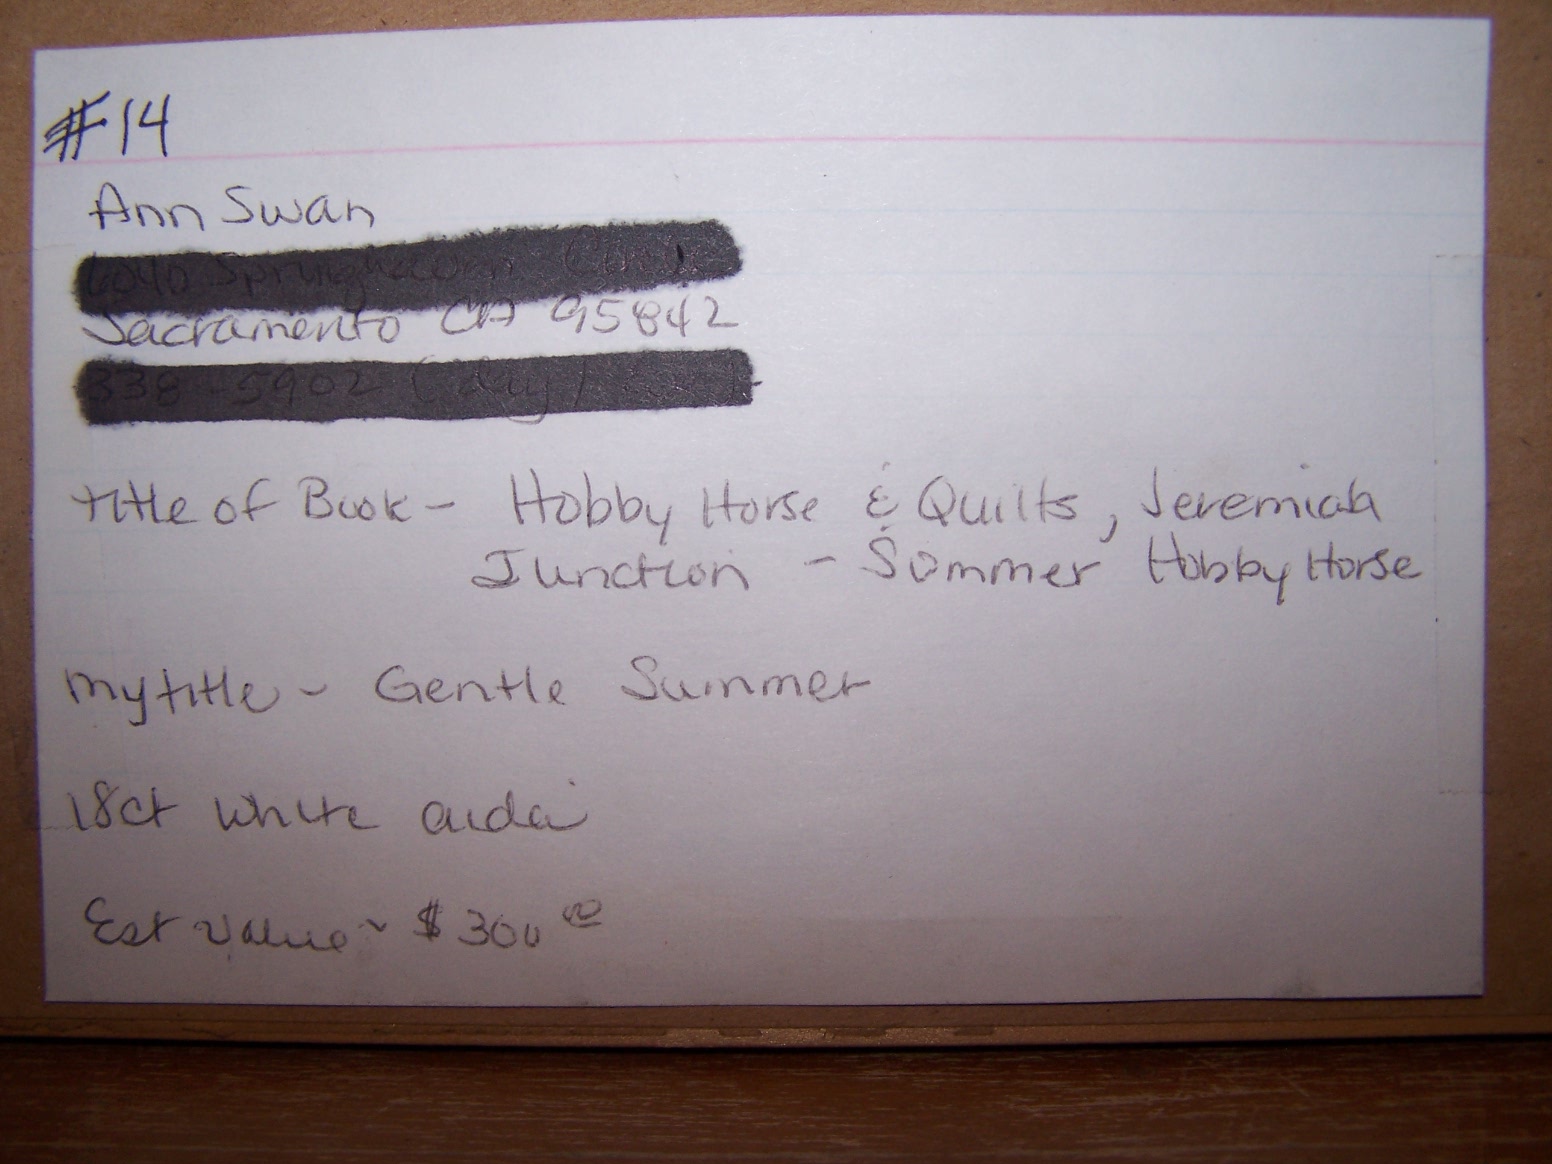 #14
Ann Swan
Sacramento CA 95842
Title of Book - Hobby Horse & Quilts, Jeremiah
Junction - Summer Hobby Horse
My title - Gentle Summer
18ct White aida
Est Value - $300 00